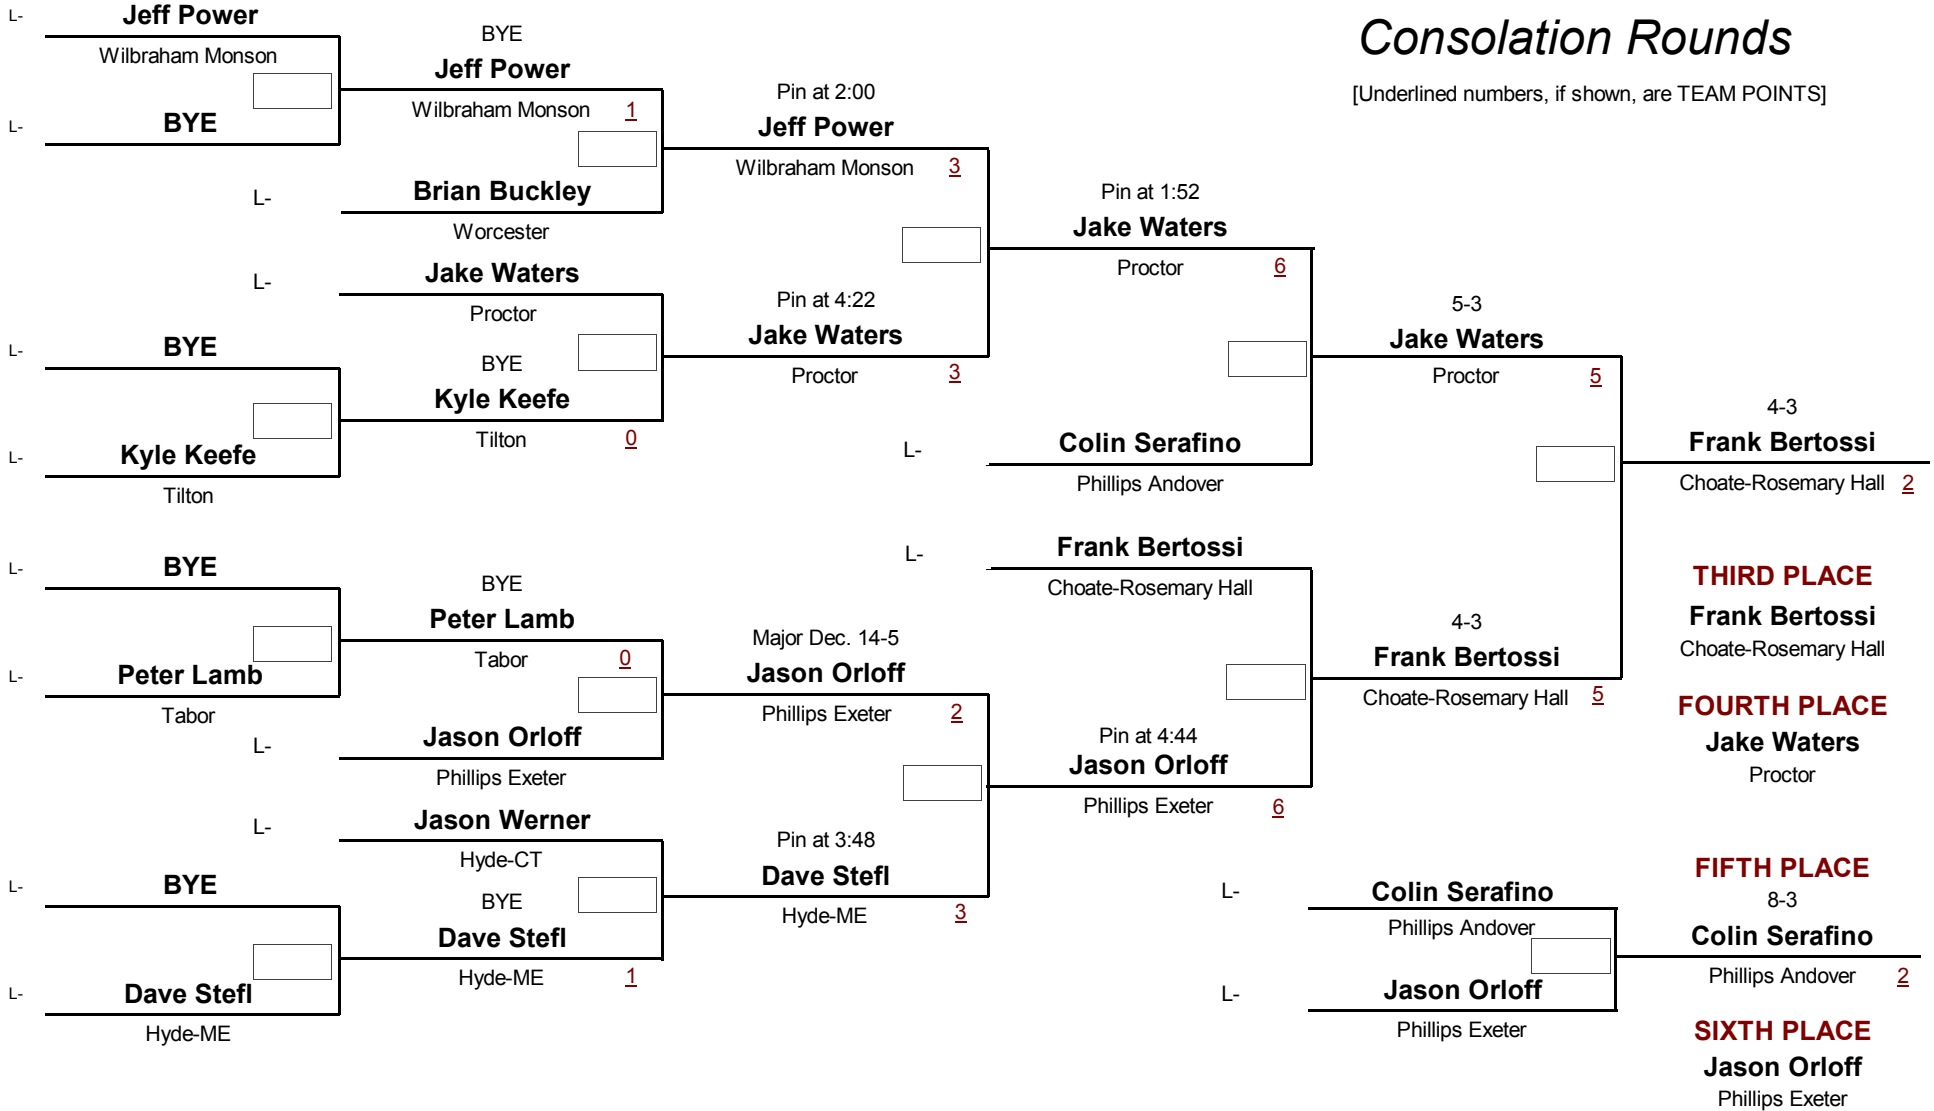 Consolation Rounds
[Underlined numbers, if shown, are TEAM POINTS]
L-
Jeff Power
Wilbraham Monson
L-
BYE
L-
BYE
L-
Kyle Keefe
Tilton
L-
BYE
L-
Peter Lamb
Tabor
L-
BYE
L-
Dave Stefl
Hyde-ME
BYE
Jeff Power
Wilbraham Monson 1
L-
Brian Buckley
Worcester
L-
Jake Waters
Proctor
BYE
Kyle Keefe
Tilton 0
BYE
Peter Lamb
Tabor 0
L-
Jason Orloff
Phillips Exeter
L-
Jason Werner
Hyde-CT
BYE
Dave Stefl
Hyde-ME 1
Pin at 2:00
Jeff Power
Wilbraham Monson 3
Pin at 4:22
Jake Waters
Proctor 3
Major Dec. 14-5
Jason Orloff
Phillips Exeter 2
Pin at 3:48
Dave Stefl
Hyde-ME 3
Pin at 1:52
Jake Waters
Proctor 6
L-
Colin Serafino
Phillips Andover
L-
Frank Bertossi
Choate-Rosemary Hall
Pin at 4:44
Jason Orloff
Phillips Exeter 6
5-3
Jake Waters
Proctor 5
4-3
Frank Bertossi
Choate-Rosemary Hall 5
4-3
Frank Bertossi
Choate-Rosemary Hall 2
THIRD PLACE
Frank Bertossi
Choate-Rosemary Hall
FOURTH PLACE
Jake Waters
Proctor
L-
Colin Serafino
Phillips Andover
L-
Jason Orloff
Phillips Exeter
FIFTH PLACE
8-3
Colin Serafino
Phillips Andover 2
SIXTH PLACE
Jason Orloff
Phillips Exeter